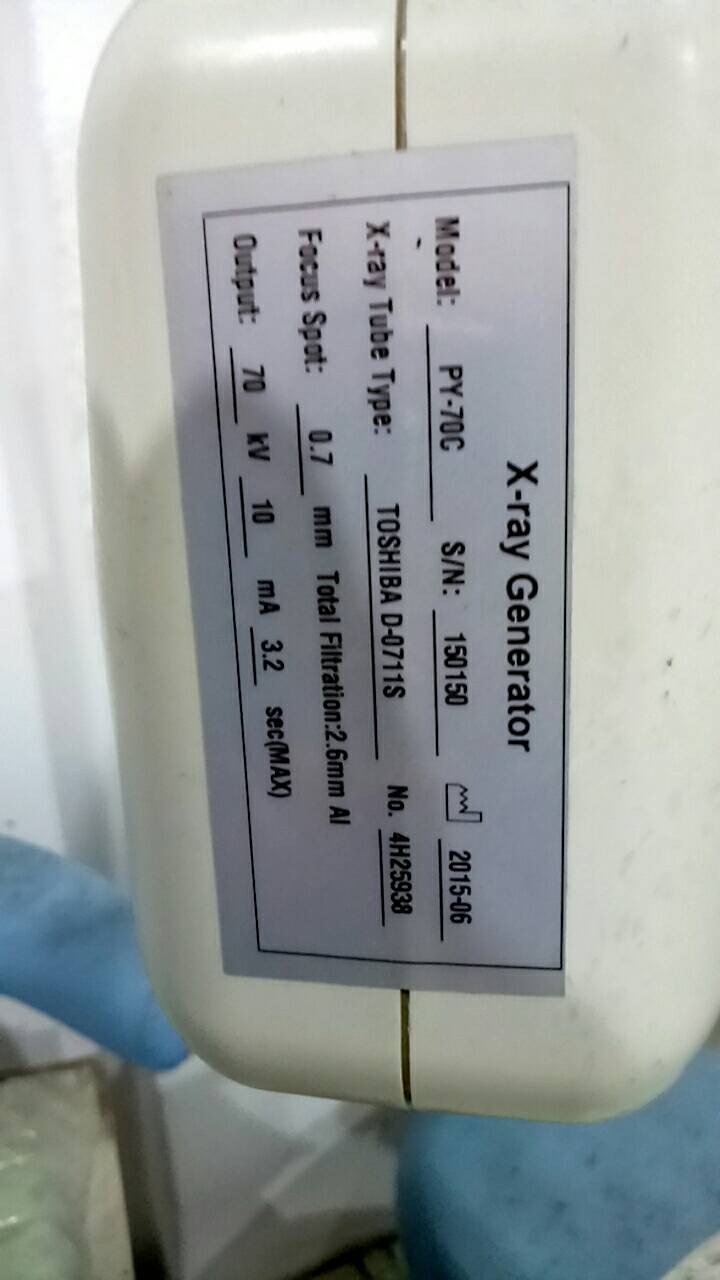 X-ray Generator
Model: PY-70C S/N: 150150 2015-06
X-ray Tube Type: TOSHIBA D-0711S No. 4H25938
Focus Spot: 0.7 mm Total Filtration:2.6mm Al
Output: 70 kV 10 mA 3.2 sec(MAX)